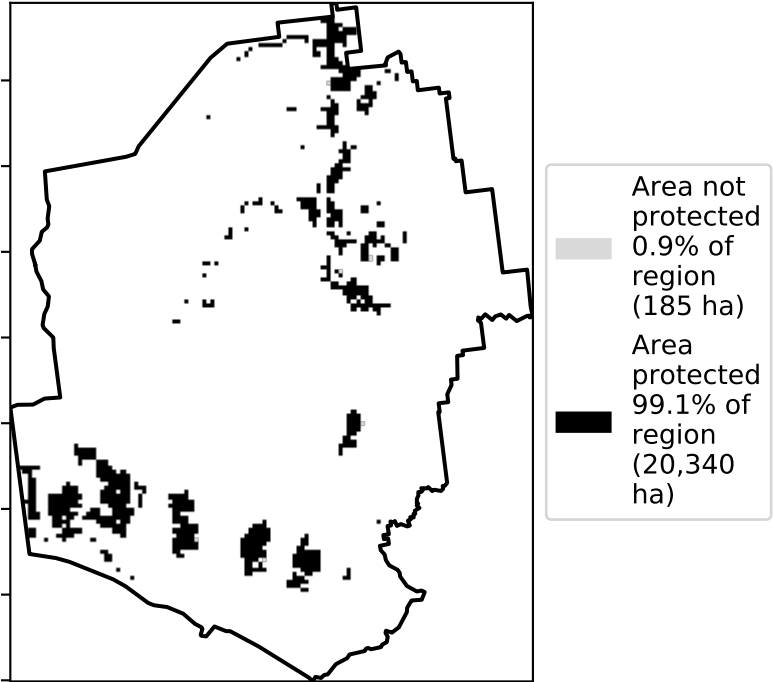 Area not
protected
0.9% of
region
(185 ha)
Area
protected
99.1% of
region
(20,340
ha)